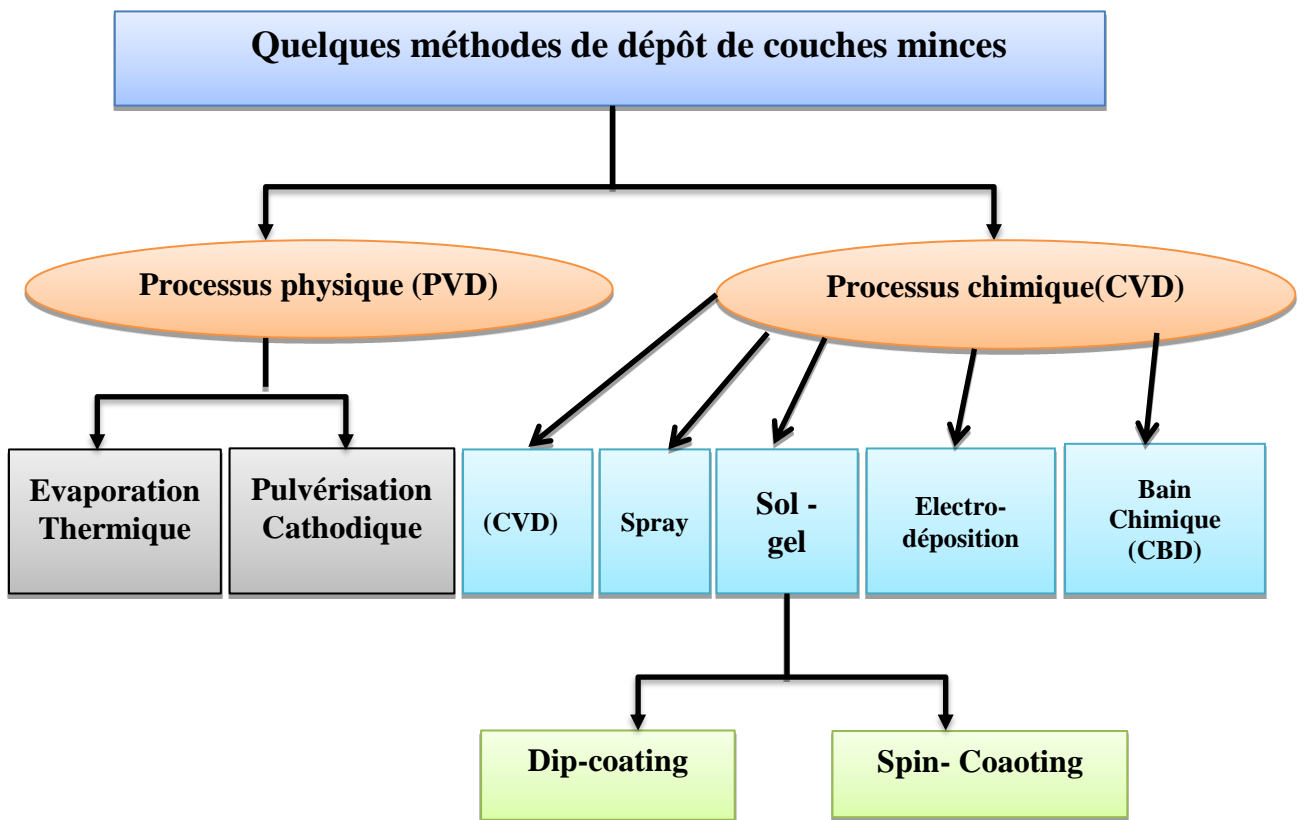 Quelques méthodes de dépôt de couches minces
Processus physique (PVD)
Processus chimique(CVD)
Evaporation
Thermique
Pulvérisation
Cathodique
(CVD)
Spray
Sol -
gel
Electro-
déposition
Bain
Chimique
(CBD)
Dip-coating
Spin- Coaoting